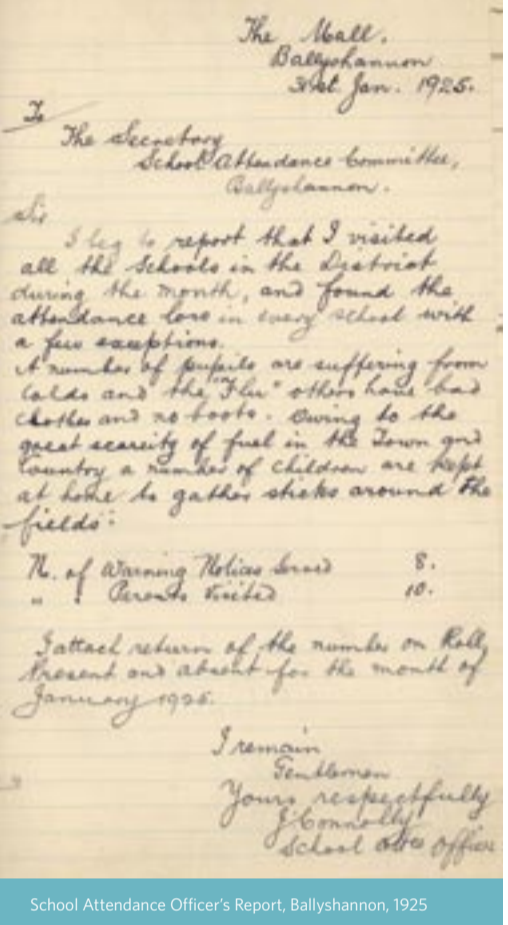 The Mall.
Ballyshannon
31st. Jan. 1925.
To
The Secretary
School Attendance Committee,
Ballyshannon.
Sir
I beg to report that I visited
all the Schools in the District
during the month, and found the
attendance low in every school with
a few exceptions.
A number of pupils are suffering from
Colds and the "Flu" others have bad
clothes and no boots. Owing to the
great scarcity of fuel in the Town and
Country a number of children are kept
at home to gather sticks around the
fields.
N. of Warning Notices Served 8.
" " Parents Visited 10.
I attach return of the number on Roll,
Present and absent for the month of
January 1925.
I remain
Gentlemen
Yours respectfully
J Connolly
School Officer
School Attendance Officer's Report, Ballyshannon, 1925